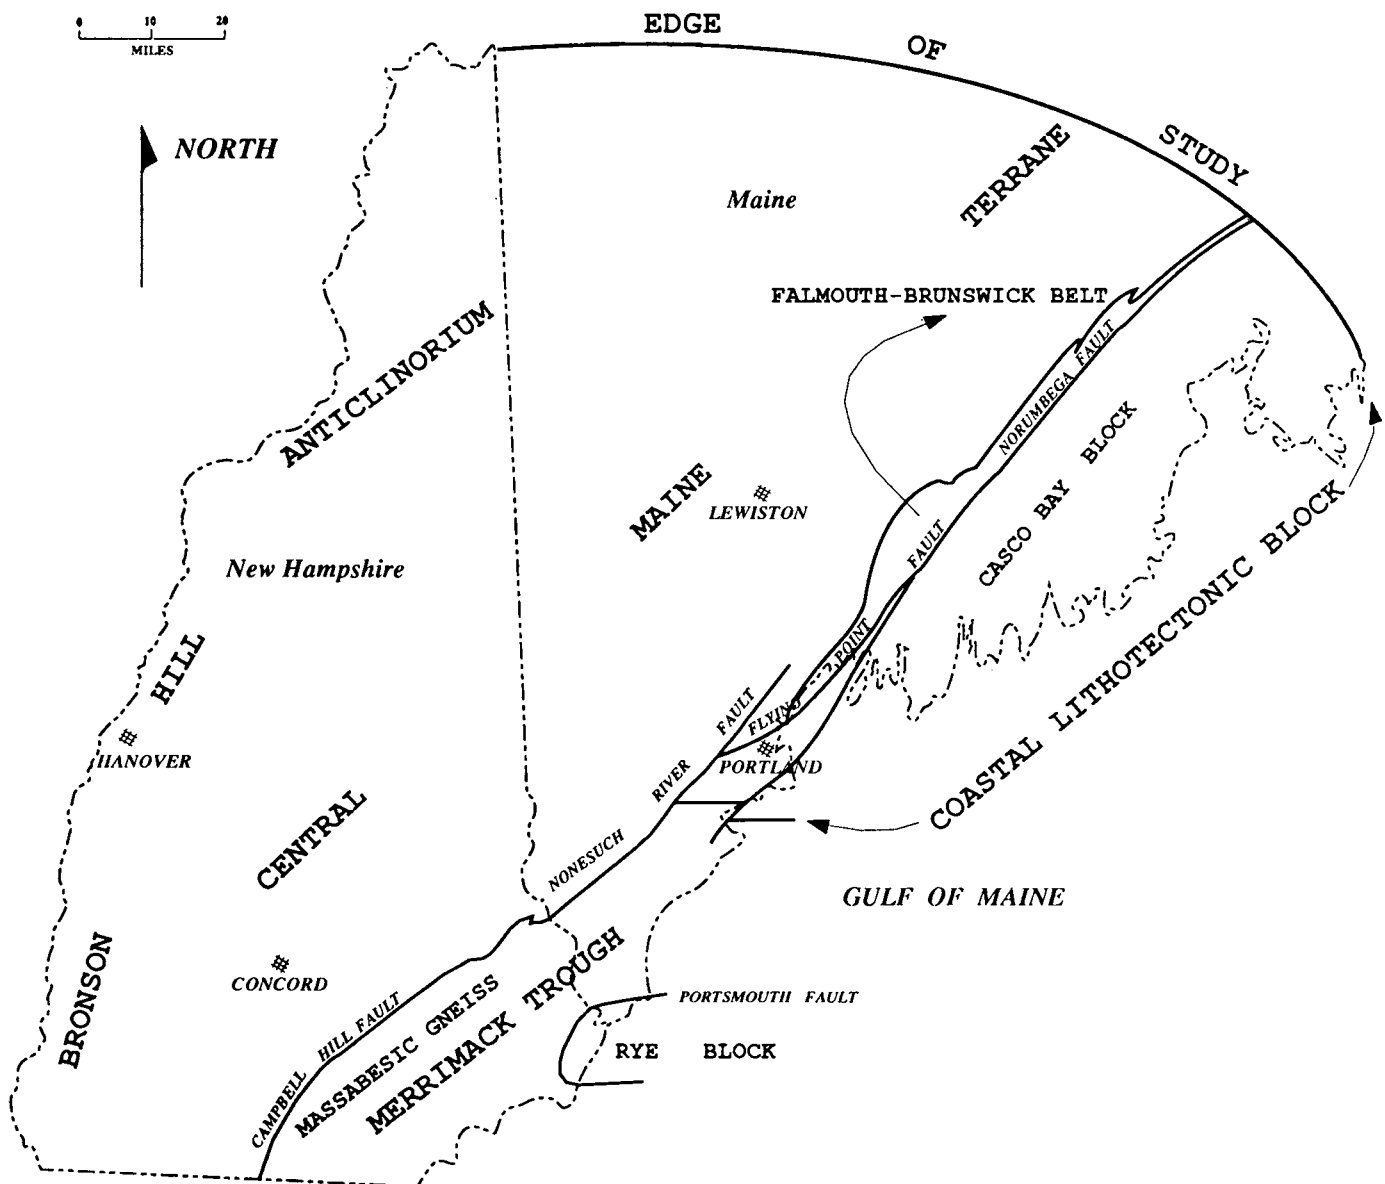 0 10 20
MILES
EDGE OF STUDY
NORTH
TERRANE
Maine
FALMOUTH-BRUNSWICK BELT
ANTICLINORIUM
NORUMBEGA FAULT
CASCO BAY BLOCK
MAINE
LEWISTON
New Hampshire
FAULT
COASTAL LITHOTECTONIC BLOCK
HILL
? POINT
FLYING
FAULT
HANOVER
PORTLAND
RIVER
CENTRAL
NONESUCH
GULF OF MAINE
BRONSON
CONCORD
PORTSMOUTH FAULT
HILL FAULT
MASSABESIC GNEISS
MERRIMACK TROUGH
RYE BLOCK
CAMPBELL